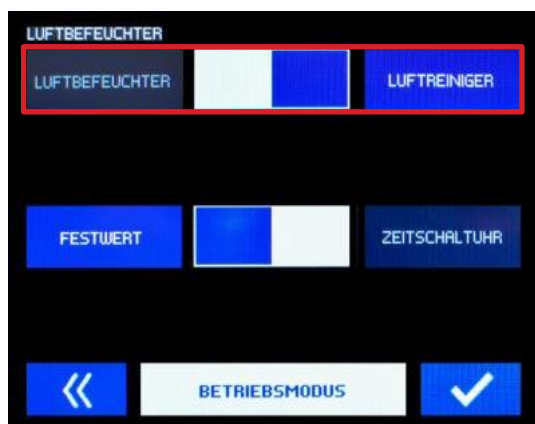 LUFTBEFEUCHTER
LUFTBEFEUCHTER LUFTREINIGER
FESTWERT ZEITSCHALTUHR
BETRIEBSMODUS